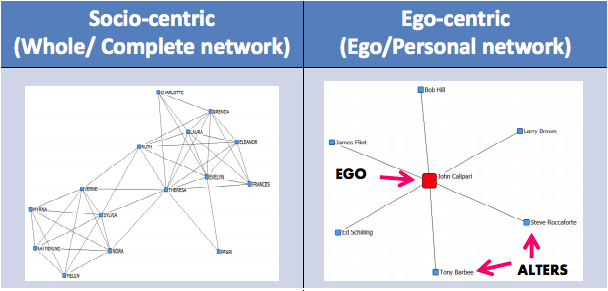 Socio-centric
(Whole/ Complete network)
Ego-centric
(Ego/Personal network)
CHARLOTTE
BRENDA
LAURA
RUTH
ELEANOR
EVELYN
FRANCES
VERNE
THERESA
MYRNA
SYLVIA
KATHERINE
NORA
HELEN
Bob Hill
Larry Brown
James Flint
EGO
John Calipari
Steve Roccaforte
Ed Schilling
Tony Barbee
ALTERS